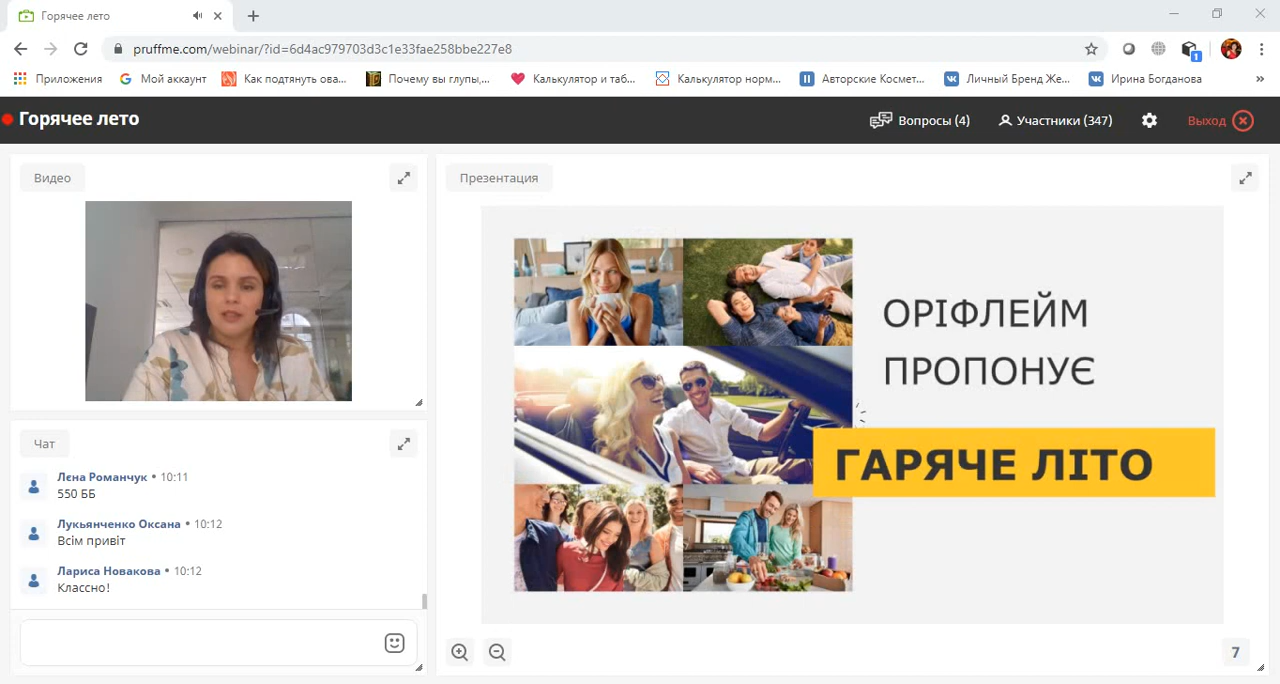 Горячее лето
pruffme.com/webinar/?id=6d4ac979703d3c1e33fae258bbe227e8
Приложения
Мой аккаунт
Как подтянуть ова...
Почему вы глупы,...
Калькулятор и таб...
Калькулятор норм...
Авторские Космет...
Личный Бренд Же...
Ирина Богданова
»
1
Горячее лето
Вопросы (4)
Участники (347)
Выход
Видео
Презентация
ОРІФЛЕЙМ
ПРОПОНУЄ
ГАРЯЧЕ ЛІТО
Чат
Лена Романчук • 10:11
550 ББ
Лукьянченко Оксана • 10:12
Всім привіт
Лариса Новакова • 10:12
Классно!
7